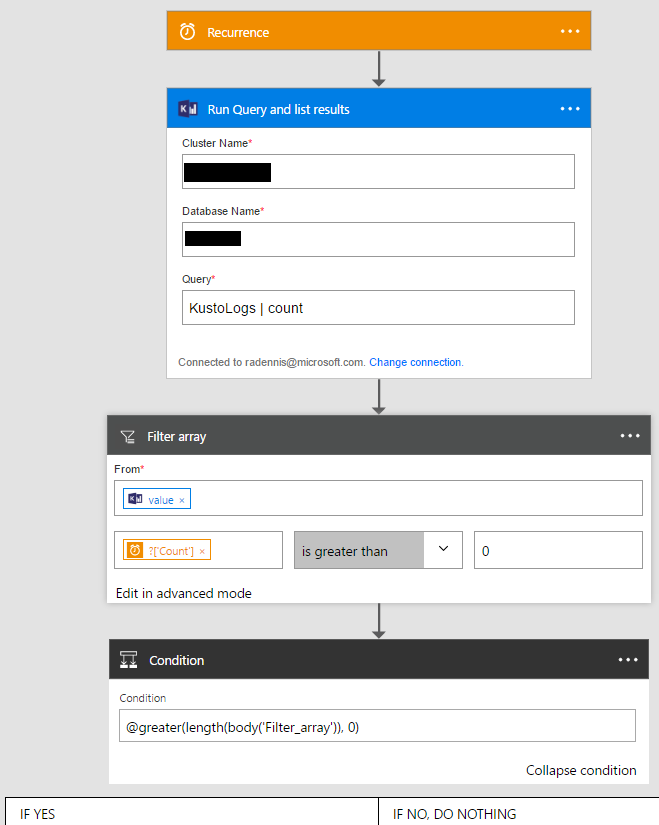 Recurrence
Run Query and list results
Cluster Name*
Database Name*
Query*
KustoLogs | count
Connected to radennis@microsoft.com. Change connection.
Filter array
From*
value ×
?['Count'] × is greater than 0
Edit in advanced mode
Condition
Condition
@greater(length(body('Filter_array')), 0)
Collapse condition
IF YES IF NO, DO NOTHING